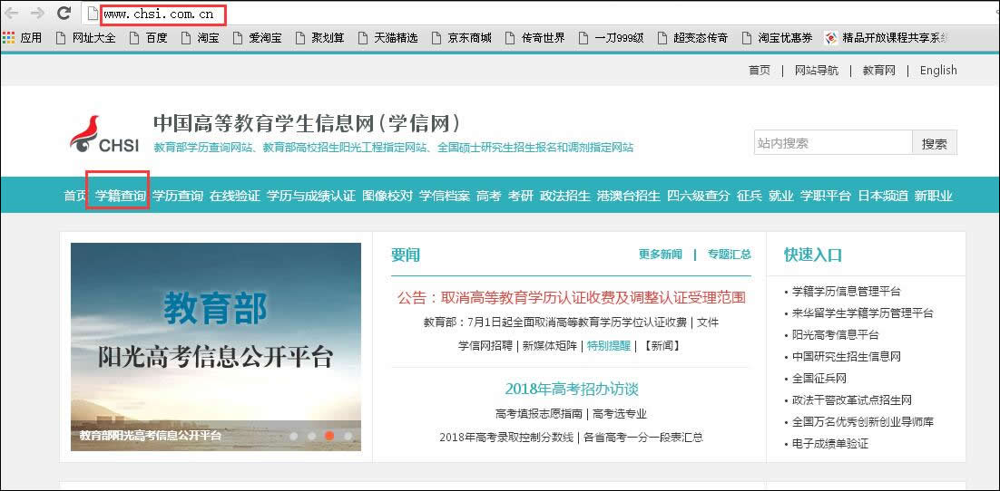 www.chsi.com.cn
应用 网址大全 百度 淘宝 爱淘宝 聚划算 天猫精选 京东商城 传奇世界 一刀999级 超变态传奇 淘宝优惠券 精品开放课程共享系统
首页 | 网站导航 | 教育网 | English
CHSI
中国高等教育学生信息网(学信网)
教育部学历查询网站、教育部高校招生阳光工程指定网站、全国硕士研究生招生报名和调剂指定网站
站内搜索 搜索
首页 学籍查询 学历查询 在线验证 学历与成绩认证 图像校对 学信档案 高考 考研 政法招生 港澳台招生 四六级查分 征兵 就业 学职平台 日本频道 新职业
教育部
阳光高考信息公开平台
教育部阳光高考信息公开平台
要闻 更多新闻 | 专题汇总
公告：取消高等教育学历认证收费及调整认证受理范围
教育部：7月1日起全面取消高等教育学历学位认证收费 | 文件
学信网招聘 | 新媒体矩阵 | 特别提醒 | 【新闻】
2018年高考招办访谈
高考填报志愿指南 | 高考选专业
2018年高考录取控制分数线 | 各省高考一分一段表汇总
快速入口
• 学籍学历信息管理平台
• 来华留学生学籍学历管理平台
• 阳光高考信息平台
• 中国研究生招生信息网
• 全国征兵网
• 政法干警改革试点招生网
• 全国万名优秀创新创业导师库
• 电子成绩单验证